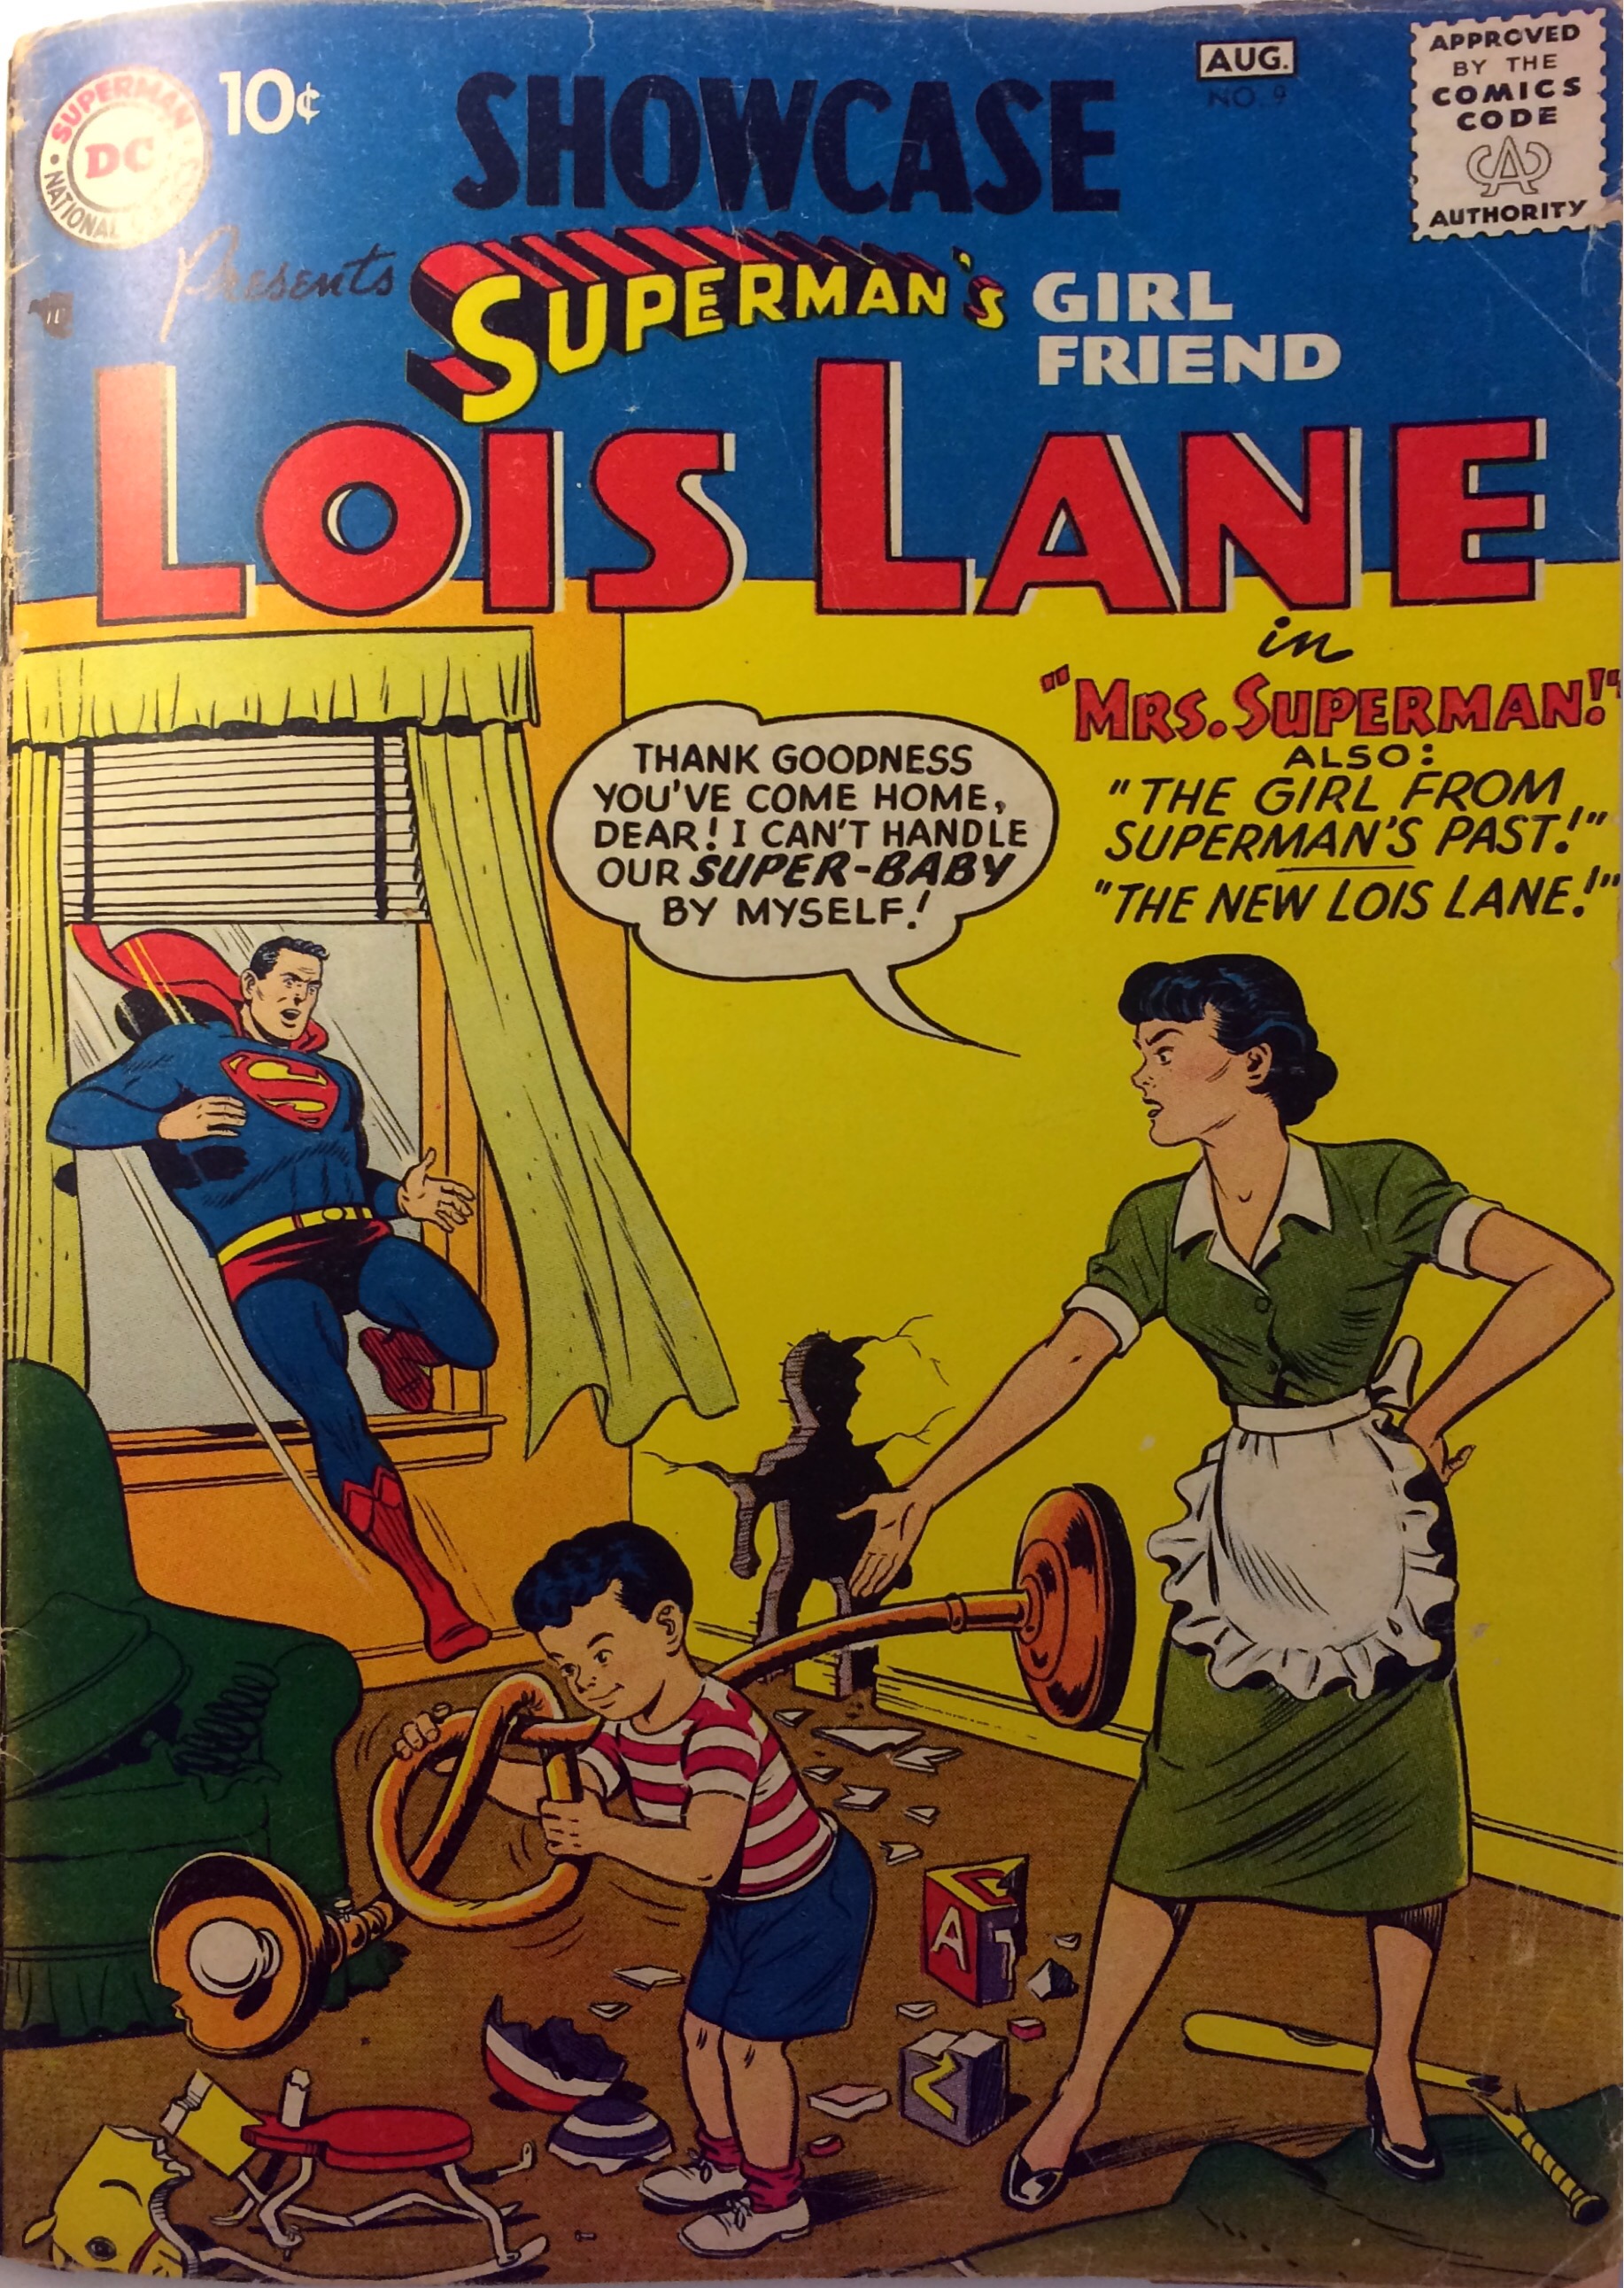 SUPERMAN
DC
NATIONAL
10¢
SHOWCASE
AUG.
NO. 9
APPROVED
BY THE
COMICS
CODE
CA
AUTHORITY
Presents
SUPERMAN'S
GIRL
FRIEND
LOIS LANE
in
"MRS. SUPERMAN!"
ALSO:
"THE GIRL FROM
SUPERMAN'S PAST!"
"THE NEW LOIS LANE!"
THANK GOODNESS
YOU'VE COME HOME,
DEAR! I CAN'T HANDLE
OUR SUPER-BABY
BY MYSELF!
S
C
A
T
Z